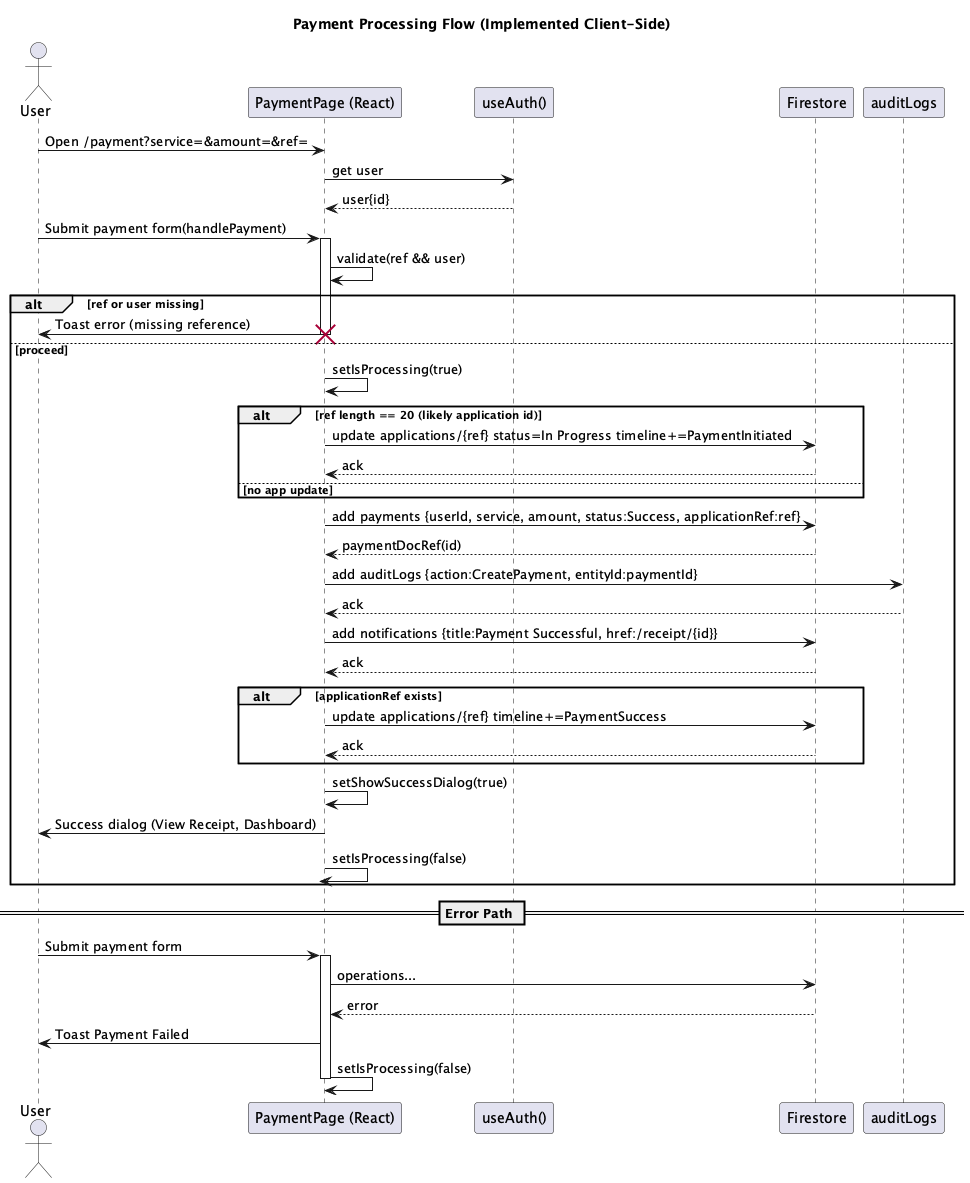 Payment Processing Flow (Implemented Client-Side)
User
PaymentPage (React)
useAuth()
Firestore
auditLogs
Open /payment?service=&amount=&ref=
get user
user{id}
Submit payment form(handlePayment)
validate(ref && user)
alt [ref or user missing]
Toast error (missing reference)
[proceed]
setIsProcessing(true)
alt [ref length == 20 (likely application id)]
update applications/{ref} status=In Progress timeline+=PaymentInitiated
ack
[no app update]
add payments {userId, service, amount, status:Success, applicationRef:ref}
paymentDocRef(id)
add auditLogs {action:CreatePayment, entityId:paymentId}
ack
add notifications {title:Payment Successful, href:/receipt/{id}}
ack
alt [applicationRef exists]
update applications/{ref} timeline+=PaymentSuccess
ack
setShowSuccessDialog(true)
Success dialog (View Receipt, Dashboard)
setIsProcessing(false)
Error Path
Submit payment form
operations...
error
Toast Payment Failed
setIsProcessing(false)
User
PaymentPage (React)
useAuth()
Firestore
auditLogs